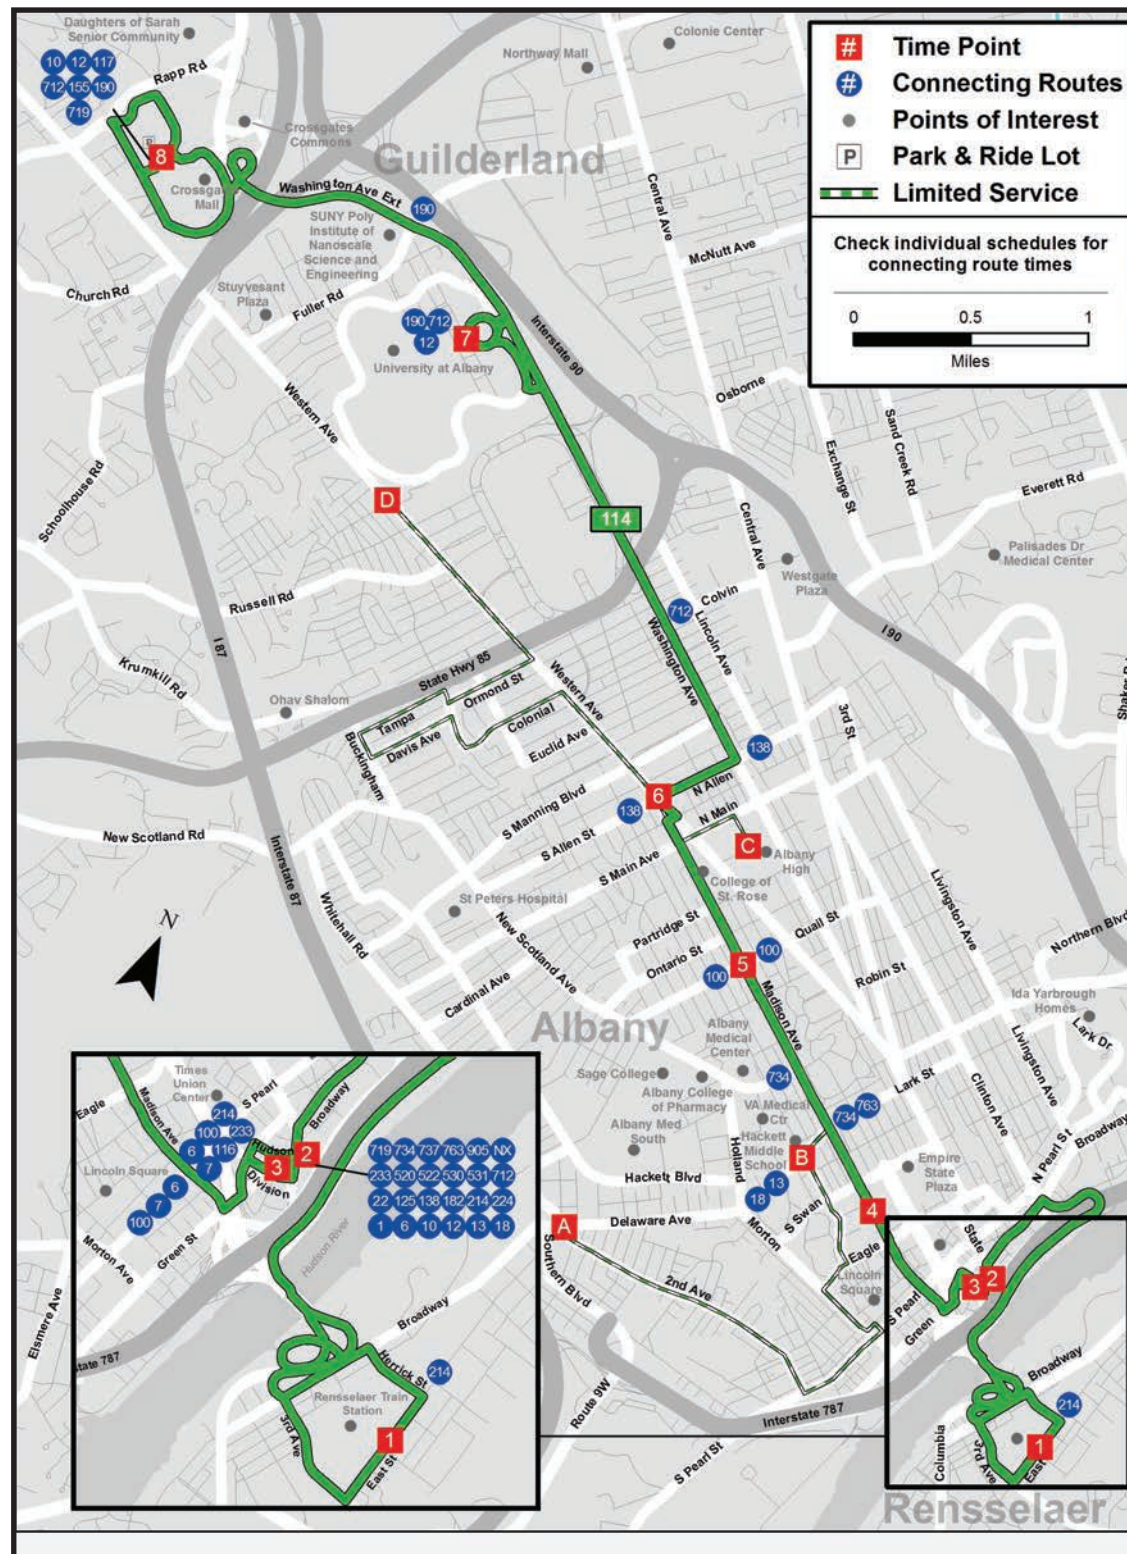 Daughters of Sarah
Senior Community
10 12 117
712 155 190
719
Rapp Rd
Northway Mall
Colonie Center
# Time Point
# Connecting Routes
Points of Interest
P Park & Ride Lot
Limited Service
Check individual schedules for
connecting route times
0 0.5 1
Miles
P
8
Crossgates
Commons
Guilderland
Mall
Washington Ave Ext
190
SUNY Poly
Institute of
Nanoscale
Science and
Engineering
Central Ave
McNutt Ave
Church Rd
Stuyvesant
Plaza
Fuller Rd
190 712
12
7
University at Albany
Interstate 90
Osborne
Western Ave
Sand Creek Rd
Exchange St
Everett Rd
Schoolhouse Rd
D
114
Central Ave
Palisades Dr
Medical Center
Westgate
Plaza
Russell Rd
712
Colvin
Lincoln Ave
Washington Ave
I 90
I 87
Krumkill Rd
State Hwy 85
Ormond St
Western Ave
Ohav Shalom
Tampa
Colonial
Davis Ave
Euclid Ave
Buckingham
3rd St
138
Shaker
6
N Allen
138
S Manning Blvd
N Main
New Scotland Rd
S Allen St
C
Albany
High
S Main Ave
College of
St. Rose
Interstate 87
St Peters Hospital
Livingston Ave
Whitehall Rd
New Scotland Ave
Partridge St
Quail St
Northern Blvd
N
Ontario St
100
5
100
Robin St
Cardinal Ave
Madison Ave
Ida Yarbrough
Homes
Albany
Lark Dr
Albany
Medical
Center
Livingston Ave
Sage College
734
Albany College
of Pharmacy
Clinton Ave
Lark St
763
734
VA Medical
Ctr
Albany Med
South
Hackett
Middle
School
B
Holland
Empire
State
Plaza
N Pearl St
Broadway
Hackett Blvd
13
18
S Swan
4
A
Delaware Ave
Morton
State
Eagle
Southern Blvd
2nd Ave
Lincoln
Square
3 2
S Pearl
Green
Broadway
214
Route 9W
Interstate 787
1
Columbia
3rd Ave
East
S Pearl St
Rensselaer
Elsmere Ave
Times
Union
Center
S Pearl
Broadway
Eagle
Madison Ave
214
100 233
6 116
7
Hudson
2
3
Division
719 734 737 763 905 NX
233 520 522 530 531 712
22 125 138 182 214 224
1 6 10 12 13 18
Lincoln Square
6
7
100
Morton Ave
Green St
Hudson River
Broadway
Herrick St
214
Rensselaer Train
Station
3rd Ave
1
East St